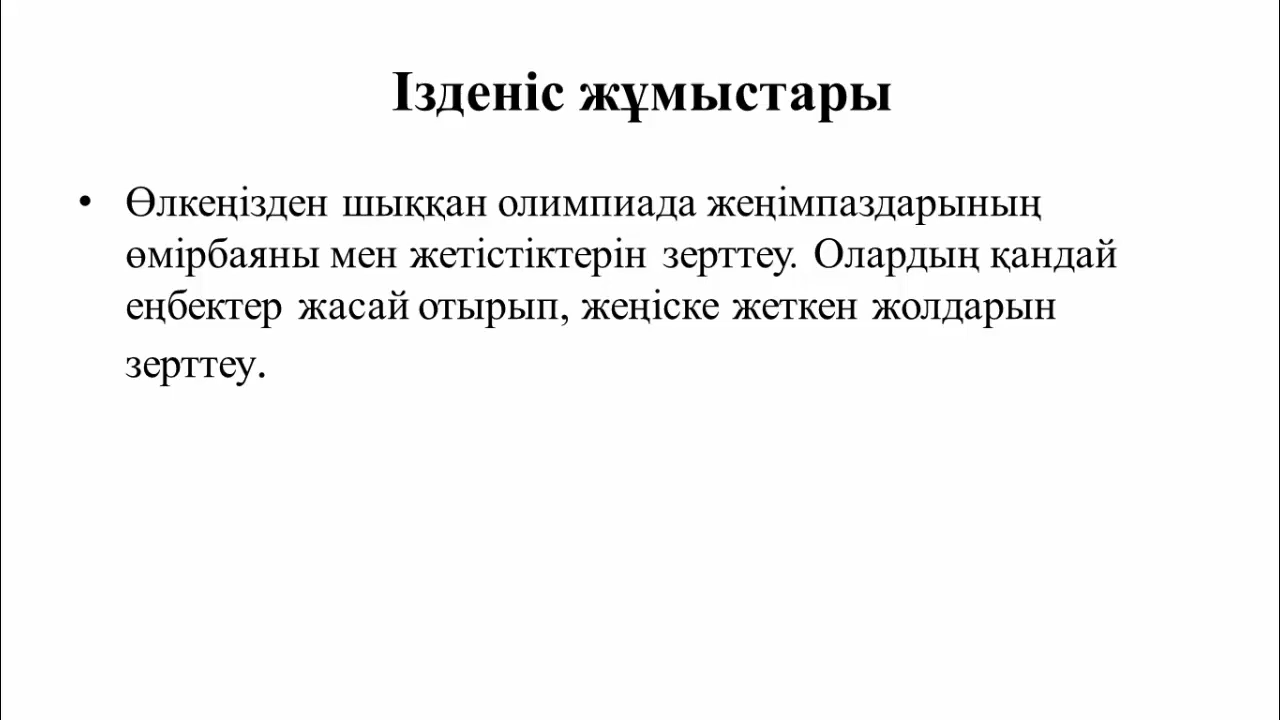 Ізденіс жұмыстары
• Өлкеңізден шыққан олимпиада жеңімпаздарының
өмірбаяны мен жетістіктерін зерттеу. Олардың қандай
еңбектер жасай отырып, жеңіске жеткен жолдарын
зерттеу.